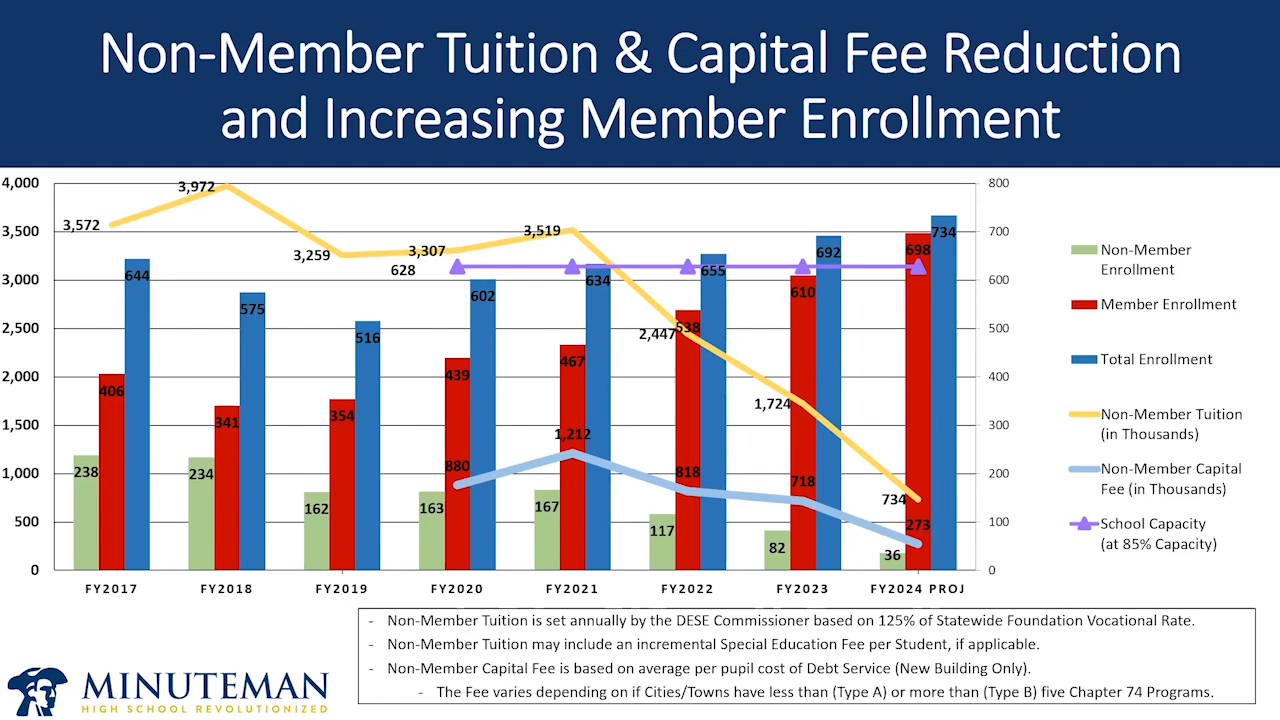 Non-Member Tuition & Capital Fee Reduction
and Increasing Member Enrollment
4,000
3,500
3,000
2,500
2,000
1,500
1,000
500
0
800
700
600
500
400
300
200
100
0
3,572
3,972
3,259
3,307
3,519
2,447
1,724
734
628
644
575
516
602
634
655
692
734
406
341
354
439
467
538
610
698
880
1,212
818
718
273
238
234
162
163
167
117
82
36
FY2017 FY2018 FY2019 FY2020 FY2021 FY2022 FY2023 FY2024 PROJ
Non-Member
Enrollment
Member Enrollment
Total Enrollment
Non-Member Tuition
(in Thousands)
Non-Member Capital
Fee (in Thousands)
School Capacity
(at 85% Capacity)
- Non-Member Tuition is set annually by the DESE Commissioner based on 125% of Statewide Foundation Vocational Rate.
- Non-Member Tuition may include an incremental Special Education Fee per Student, if applicable.
- Non-Member Capital Fee is based on average per pupil cost of Debt Service (New Building Only).
- The Fee varies depending on if Cities/Towns have less than (Type A) or more than (Type B) five Chapter 74 Programs.
MINUTEMAN
HIGH SCHOOL REVOLUTIONIZED